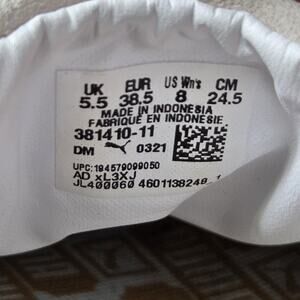 UK EUR US Wn's CM
5.5 38.5 8 24.5
MADE IN INDONESIA
FABRIQUÉ EN INDONESIE
381410-11
DM 0321
UPC:194579099050
AD xL3XJ
JL400060 4601138248